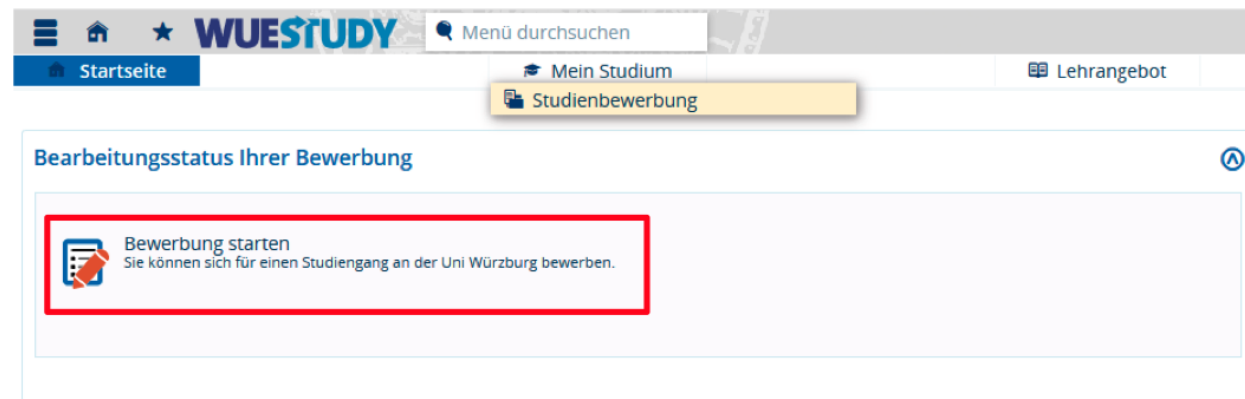 WUESTUDY Menü durchsuchen
Startseite Mein Studium Lehrangebot
Studienbewerbung
Bearbeitungsstatus Ihrer Bewerbung
Bewerbung starten
Sie können sich für einen Studiengang an der Uni Würzburg bewerben.